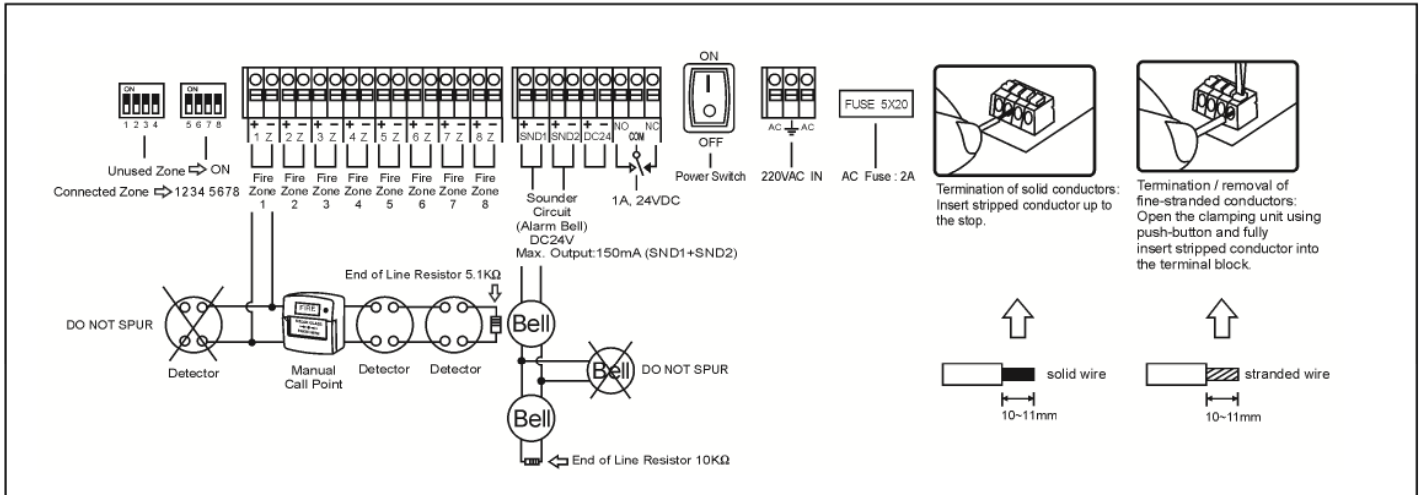 ON
1 2 3 4
ON
5 6 7 8
Unused Zone ⇨ ON
Connected Zone ⇨ 1234 5678
+ - + - + - + - + - + - + - + -
1 Z 2 Z 3 Z 4 Z 5 Z 6 Z 7 Z 8 Z
Fire Zone 1
Fire Zone 2
Fire Zone 3
Fire Zone 4
Fire Zone 5
Fire Zone 6
Fire Zone 7
Fire Zone 8
+ - + - + -
SND1 SND2 DC24
NO COM NC
Sounder
Circuit
(Alarm Bell)
DC24V
Max. Output:150mA (SND1+SND2)
1A, 24VDC
ON
OFF
Power Switch
AC ⏚ AC
220VAC IN
FUSE 5X20
AC Fuse : 2A
Termination of solid conductors:
Insert stripped conductor up to
the stop.
Termination / removal of
fine-stranded conductors:
Open the clamping unit using
push-button and fully
insert stripped conductor into
the terminal block.
solid wire
10~11mm
stranded wire
10~11mm
End of Line Resistor 5.1KΩ
DO NOT SPUR
Detector
FIRE
Manual
Call Point
Detector
Detector
Bell
Bell
DO NOT SPUR
Bell
End of Line Resistor 10KΩ